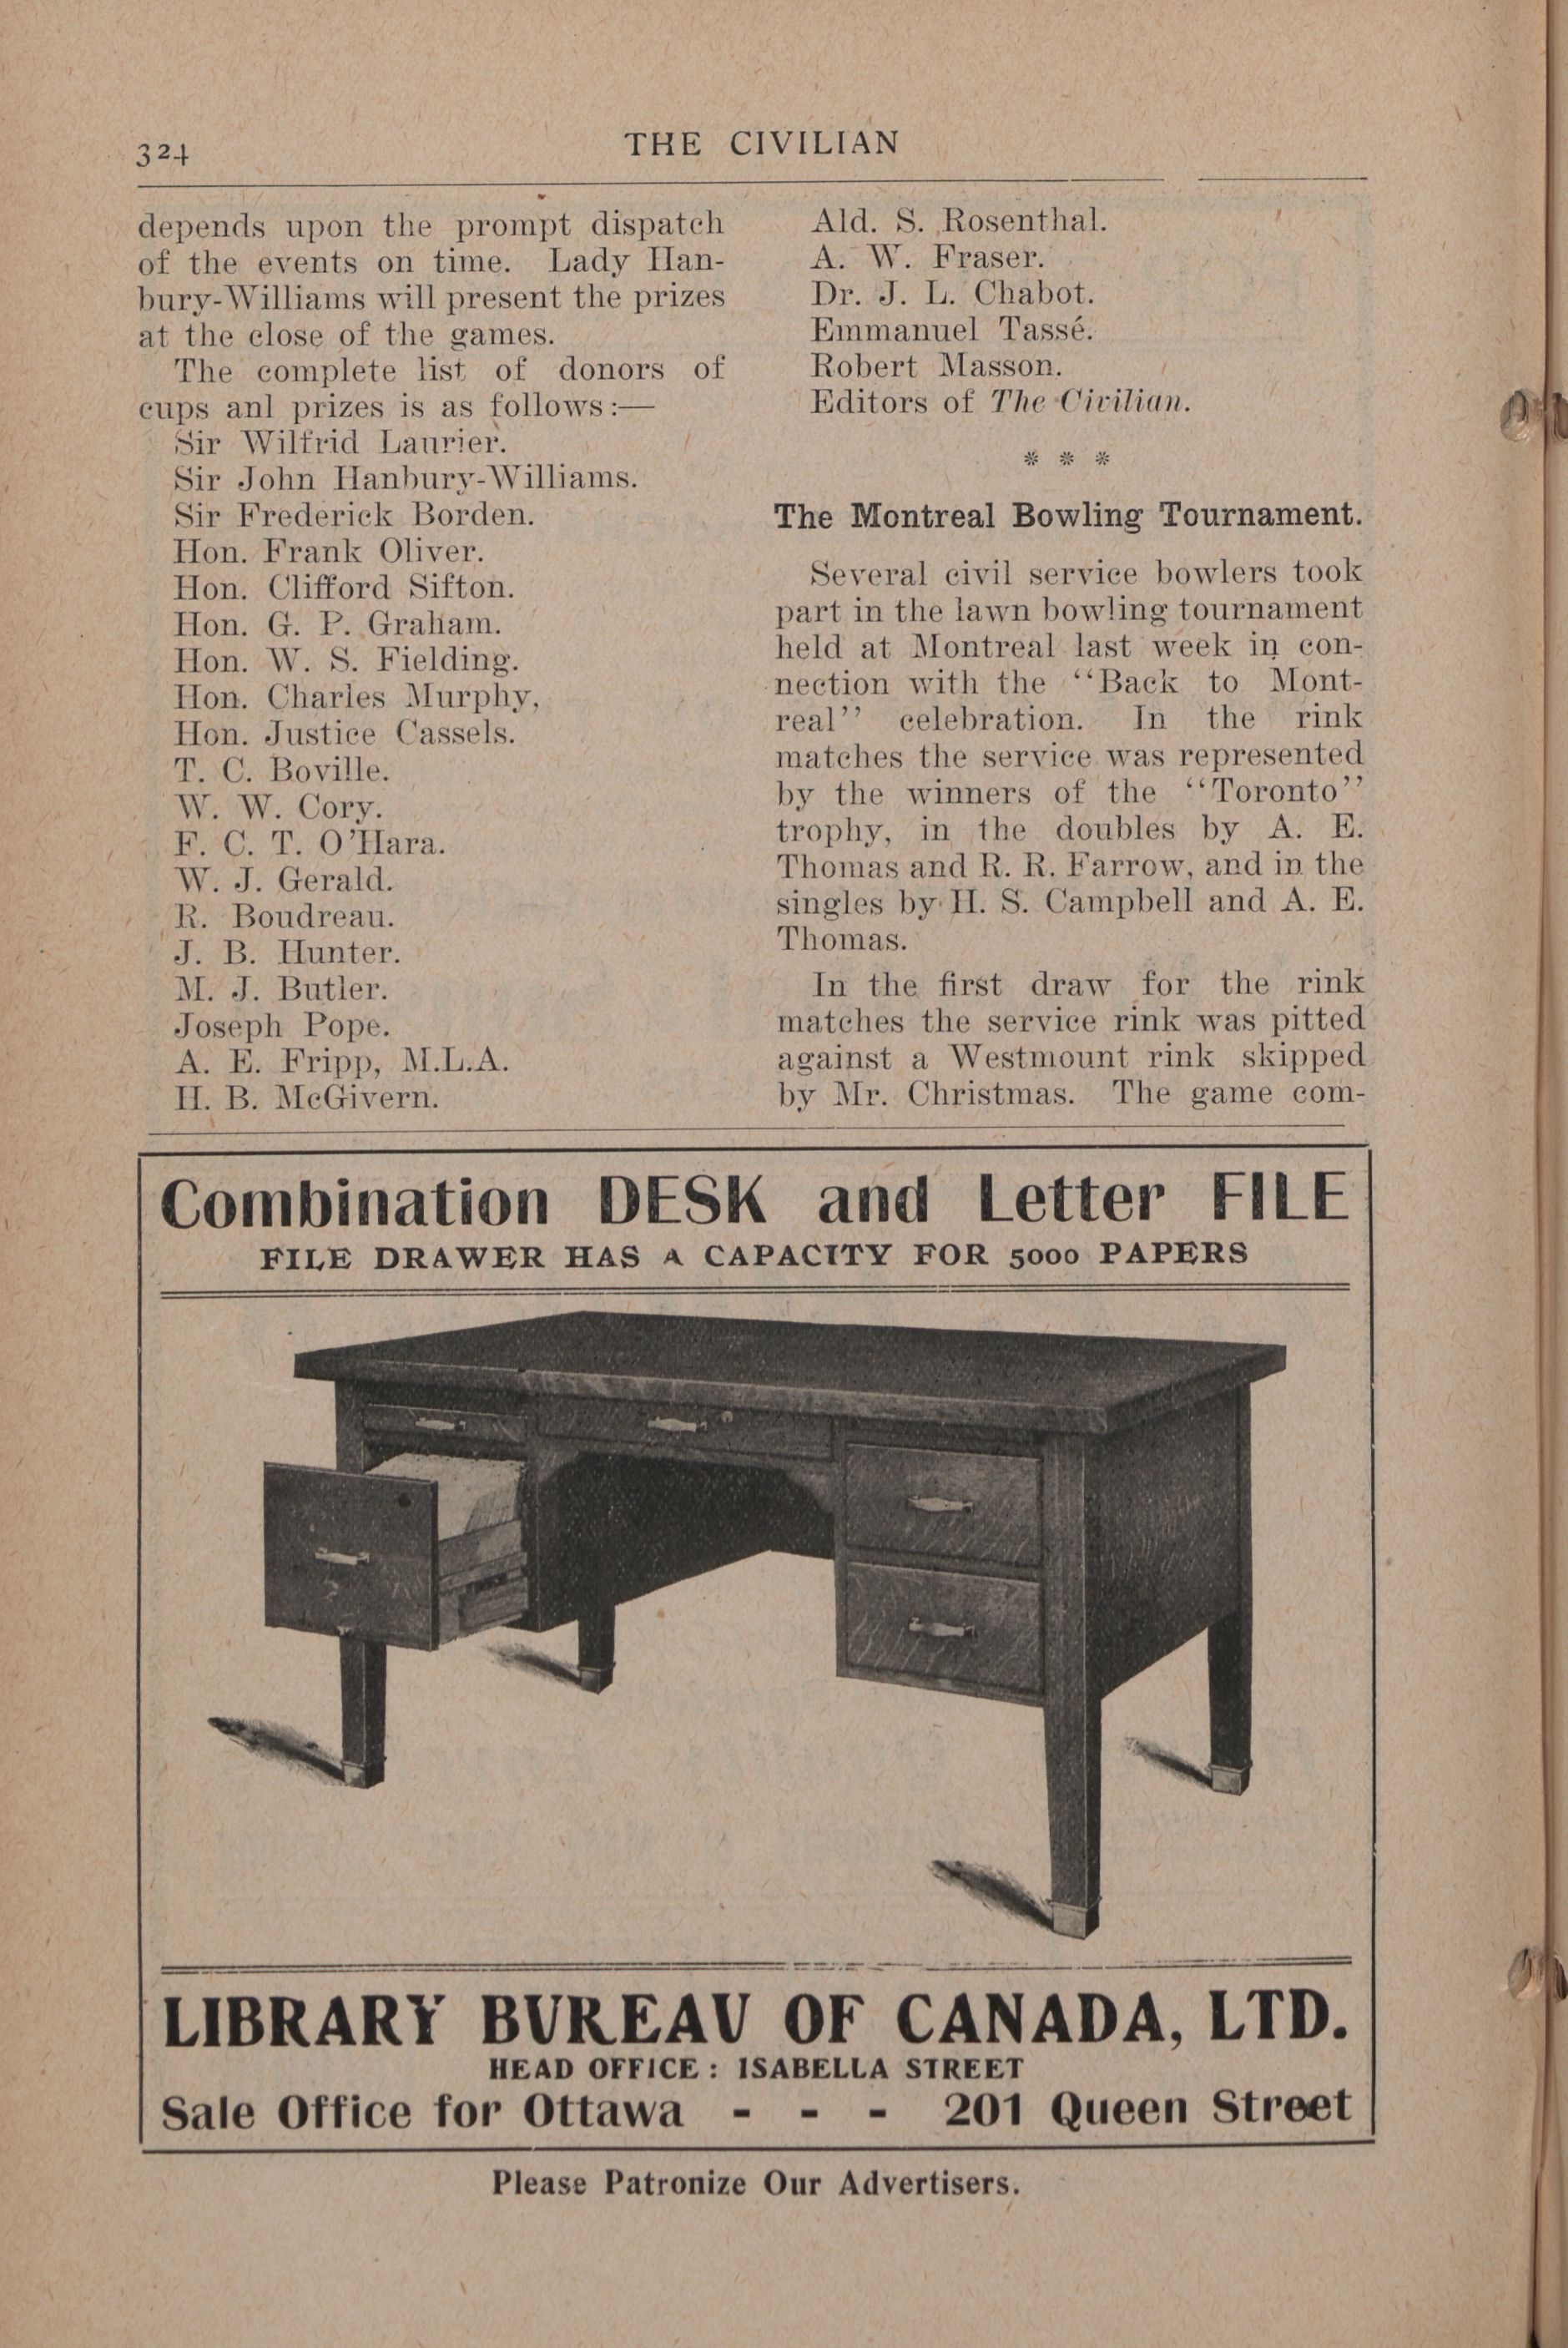 324
THE CIVILIAN
depends upon the prompt dispatch
of the events on time. Lady Han-
bury-Williams will present the prizes
at the close of the games.
The complete list of donors of
cups anl prizes is as follows:—
Sir Wilfrid Laurier.
Sir John Hanbury-Williams.
Sir Frederick Borden.
Hon. Frank Oliver.
Hon. Clifford Sifton.
Hon. G. P. Graham.
Hon. W. S. Fielding.
Hon. Charles Murphy,
Hon. Justice Cassels.
T. C. Boville.
W. W. Cory.
F. C. T. O'Hara.
W. J. Gerald.
R. Boudreau.
J. B. Hunter.
M. J. Butler.
Joseph Pope.
A. E. Fripp, M.L.A.
H. B. McGivern.
Ald. S. Rosenthal.
A. W. Fraser.
Dr. J. L. Chabot.
Emmanuel Tassé.
Robert Masson.
Editors of The Civilian.
* * *
The Montreal Bowling Tournament.
Several civil service bowlers took
part in the lawn bowling tournament
held at Montreal last week in con-
nection with the ‘‘Back to Mont-
real’’ celebration. In the rink
matches the service was represented
by the winners of the ‘‘Toronto’’
trophy, in the doubles by A. E.
Thomas and R. R. Farrow, and in the
singles by H. S. Campbell and A. E.
Thomas.
In the first draw for the rink
matches the service rink was pitted
against a Westmount rink skipped
by Mr. Christmas. The game com-
Combination DESK and Letter FILE
FILE DRAWER HAS A CAPACITY FOR 5000 PAPERS
LIBRARY BUREAU OF CANADA, LTD.
HEAD OFFICE: ISABELLA STREET
Sale Office for Ottawa - - - 201 Queen Street
Please Patronize Our Advertisers.